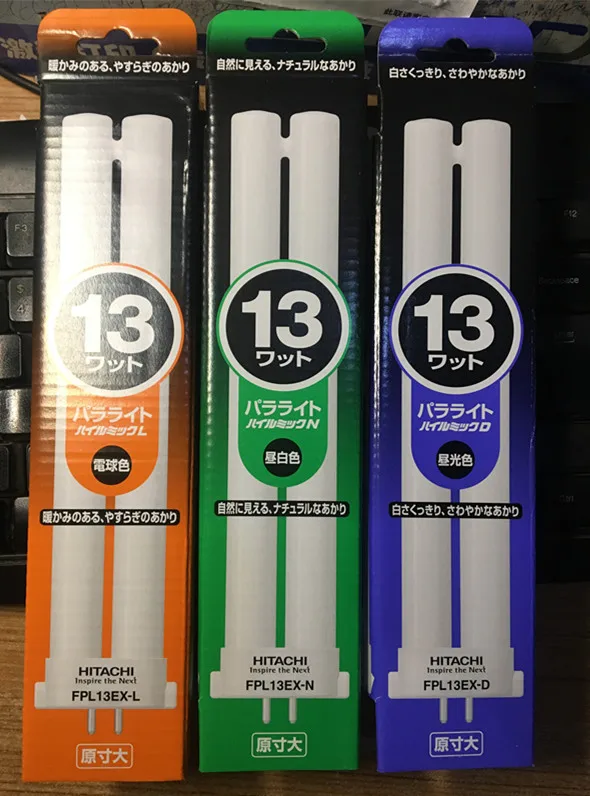 暖かみのある、やすらぎのあかり
13
ワット
パラライト
ハイルミックL
電球色
暖かみのある、やすらぎのあかり
HITACHI
Inspire the Next
FPL13EX-L
原寸大
自然に見える、ナチュラルなあかり
13
ワット
パラライト
ハイルミックN
昼白色
自然に見える、ナチュラルなあかり
HITACHI
Inspire the Next
FPL13EX-N
原寸大
白さくっきり、さわやかなあかり
13
ワット
パラライト
ハイルミックD
昼光色
白さくっきり、さわやかなあかり
HITACHI
Inspire the Next
FPL13EX-D
原寸大
F3
$
4
F12